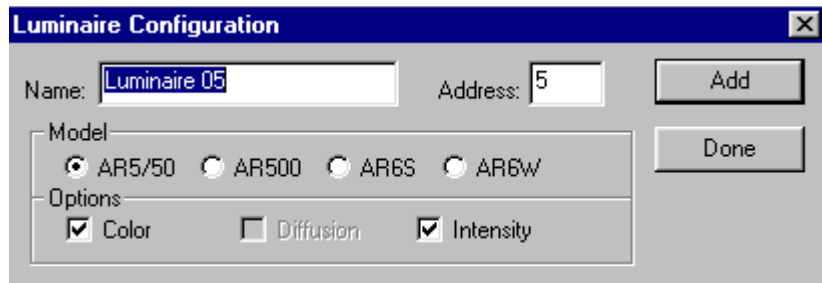 Luminaire Configuration
Name: Luminaire 05 Address: 5 Add
Model
AR5/50 AR500 AR6S AR6W Done
Options
Color Diffusion Intensity